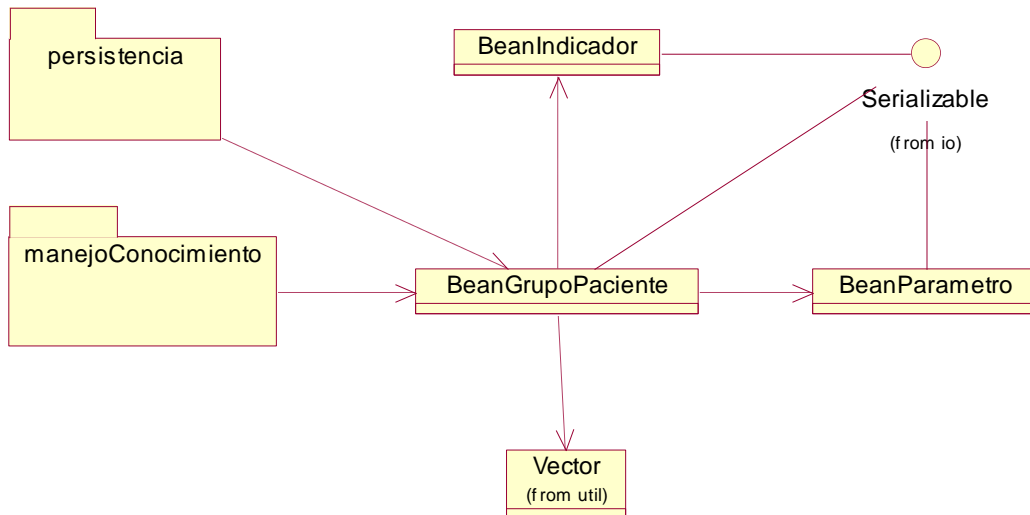 persistencia
BeanIndicador
Serializable
(from io)
manejoConocimiento
BeanGrupoPaciente
BeanParametro
Vector
(from util)